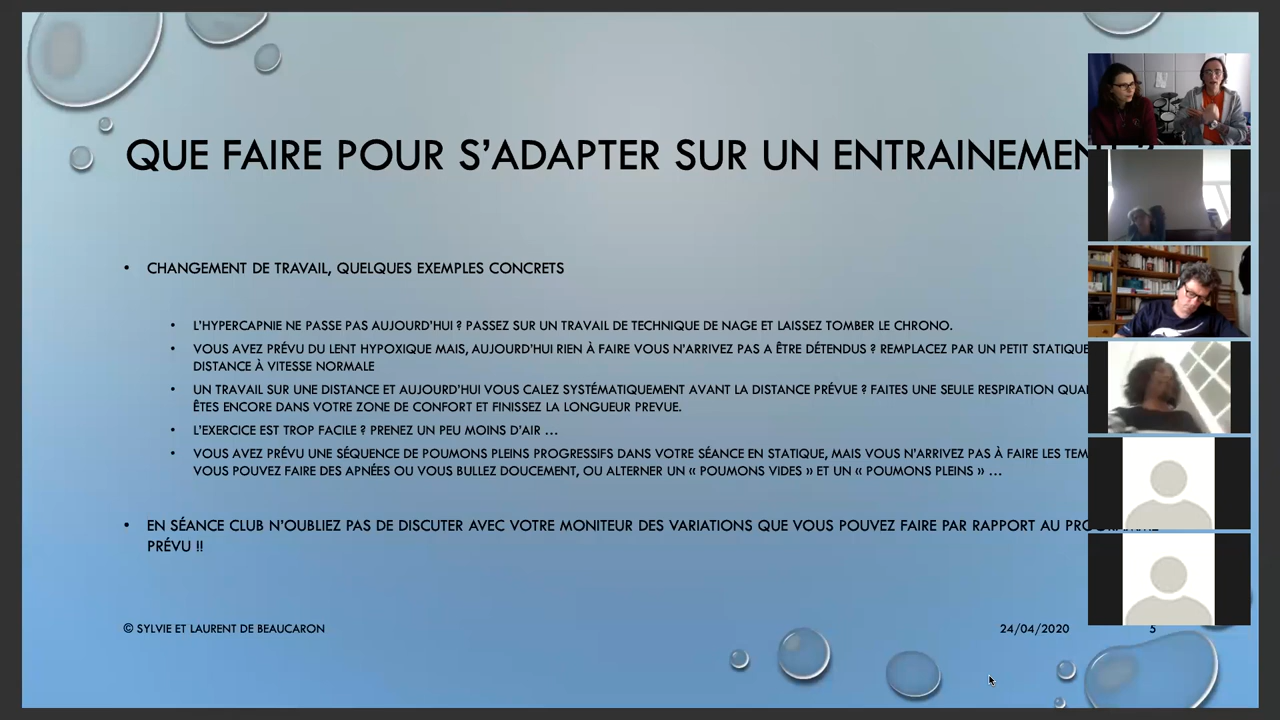 QUE FAIRE POUR S'ADAPTER SUR UN ENTRAINEMENT ?
• CHANGEMENT DE TRAVAIL, QUELQUES EXEMPLES CONCRETS
• L'HYPERCAPNIE NE PASSE PAS AUJOURD'HUI ? PASSEZ SUR UN TRAVAIL DE TECHNIQUE DE NAGE ET LAISSEZ TOMBER LE CHRONO.
• VOUS AVEZ PRÉVU DU LENT HYPOXIQUE MAIS, AUJOURD'HUI RIEN À FAIRE VOUS N'ARRIVEZ PAS A ÊTRE DÉTENDUS ? REMPLACEZ PAR UN PETIT STATIQUE
DISTANCE À VITESSE NORMALE
• UN TRAVAIL SUR UNE DISTANCE ET AUJOURD'HUI VOUS CALEZ SYSTÉMATIQUEMENT AVANT LA DISTANCE PRÉVUE ? FAITES UNE SEULE RESPIRATION
ÊTES ENCORE DANS VOTRE ZONE DE CONFORT ET FINISSEZ LA LONGUEUR PREVUE.
• L'EXERCICE EST TROP FACILE ? PRENEZ UN PEU MOINS D'AIR …
• VOUS AVEZ PRÉVU UNE SÉQUENCE DE POUMONS PLEINS PROGRESSIFS DANS VOTRE SÉANCE EN STATIQUE, MAIS VOUS N'ARRIVEZ PAS À FAIRE LES
VOUS POUVEZ FAIRE DES APNÉES OU VOUS BULLEZ DOUCEMENT, OU ALTERNER UN « POUMONS VIDES » ET UN « POUMONS PLEINS » …
• EN SÉANCE CLUB N'OUBLIEZ PAS DE DISCUTER AVEC VOTRE MONITEUR DES VARIATIONS QUE VOUS POUVEZ FAIRE PAR RAPPORT AU PROGRAMME
PRÉVU !!
© SYLVIE ET LAURENT DE BEAUCARON
24/04/2020
5